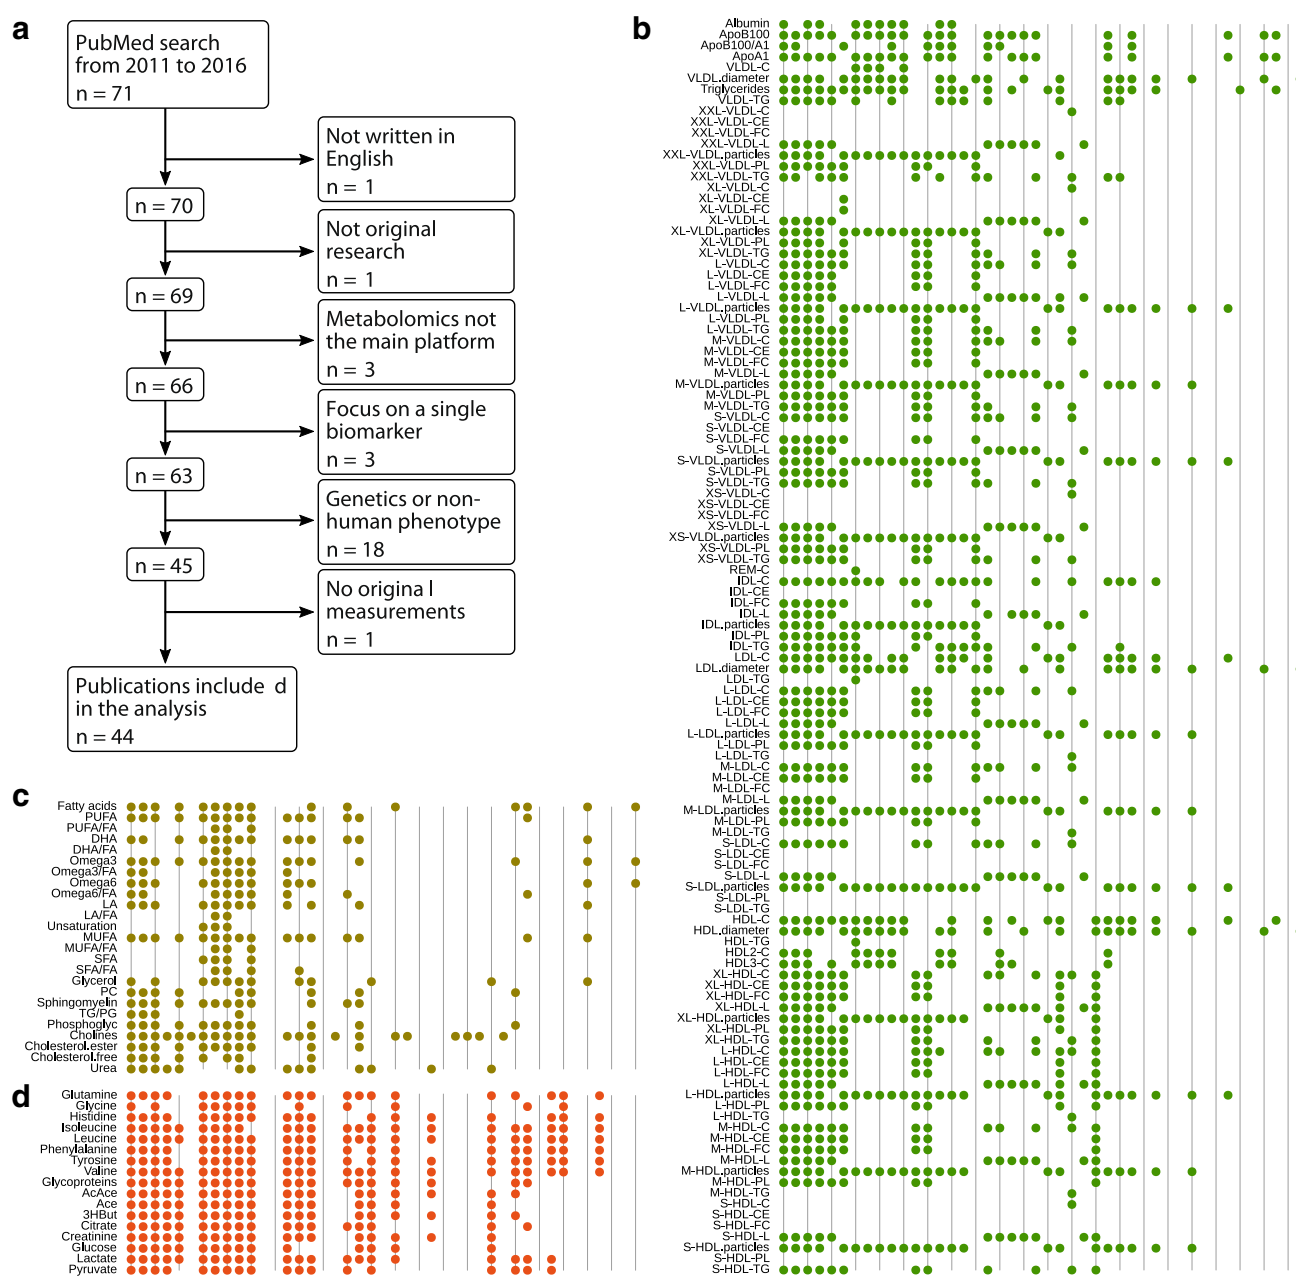 a
PubMed search
from 2011 to 2016
n = 71
Not written in
English
n = 1
n = 70
Not original
research
n = 1
n = 69
Metabolomics not
the main platform
n = 3
n = 66
Focus on a single
biomarker
n = 3
n = 63
Genetics or non-
human phenotype
n = 18
n = 45
No origina l
measurements
n = 1
Publications include d
in the analysis
n = 44
b
Albumin
ApoB100
ApoB100/A1
ApoA1
VLDL-C
VLDL.diameter
Triglycerides
VLDL-TG
XXL-VLDL-C
XXL-VLDL-CE
XXL-VLDL-FC
XXL-VLDL-L
XXL-VLDL.particles
XXL-VLDL-PL
XXL-VLDL-TG
XL-VLDL-C
XL-VLDL-CE
XL-VLDL-FC
XL-VLDL-L
XL-VLDL.particles
XL-VLDL-PL
XL-VLDL-TG
L-VLDL-C
L-VLDL-CE
L-VLDL-FC
L-VLDL-L
L-VLDL.particles
L-VLDL-PL
L-VLDL-TG
M-VLDL-C
M-VLDL-CE
M-VLDL-FC
M-VLDL-L
M-VLDL.particles
M-VLDL-PL
M-VLDL-TG
S-VLDL-C
S-VLDL-CE
S-VLDL-FC
S-VLDL-L
S-VLDL.particles
S-VLDL-PL
S-VLDL-TG
XS-VLDL-C
XS-VLDL-CE
XS-VLDL-FC
XS-VLDL-L
XS-VLDL.particles
XS-VLDL-PL
XS-VLDL-TG
REM-C
IDL-C
IDL-CE
IDL-FC
IDL-L
IDL.particles
IDL-PL
IDL-TG
LDL-C
LDL.diameter
LDL-TG
L-LDL-C
L-LDL-CE
L-LDL-FC
L-LDL-L
L-LDL.particles
L-LDL-PL
L-LDL-TG
M-LDL-C
M-LDL-CE
M-LDL-FC
M-LDL-L
M-LDL.particles
M-LDL-PL
M-LDL-TG
S-LDL-C
S-LDL-CE
S-LDL-FC
S-LDL-L
S-LDL.particles
S-LDL-PL
S-LDL-TG
HDL-C
HDL.diameter
HDL-TG
HDL2-C
HDL3-C
XL-HDL-C
XL-HDL-CE
XL-HDL-FC
XL-HDL-L
XL-HDL.particles
XL-HDL-PL
XL-HDL-TG
L-HDL-C
L-HDL-CE
L-HDL-FC
L-HDL-L
L-HDL.particles
L-HDL-PL
L-HDL-TG
M-HDL-C
M-HDL-CE
M-HDL-FC
M-HDL-L
M-HDL.particles
M-HDL-PL
M-HDL-TG
S-HDL-C
S-HDL-CE
S-HDL-FC
S-HDL-L
S-HDL.particles
S-HDL-PL
S-HDL-TG
c
Fatty acids
PUFA
PUFA/FA
DHA
DHA/FA
Omega3
Omega3/FA
Omega6
Omega6/FA
LA
LA/FA
Unsaturation
MUFA
MUFA/FA
SFA
SFA/FA
Glycerol
PC
Sphingomyelin
TG/PG
Phosphoglyc
Cholines
Cholesterol.ester
Cholesterol.free
Urea
d
Glutamine
Glycine
Histidine
Isoleucine
Leucine
Phenylalanine
Tyrosine
Valine
Glycoproteins
AcAce
Ace
3HBut
Citrate
Creatinine
Glucose
Lactate
Pyruvate